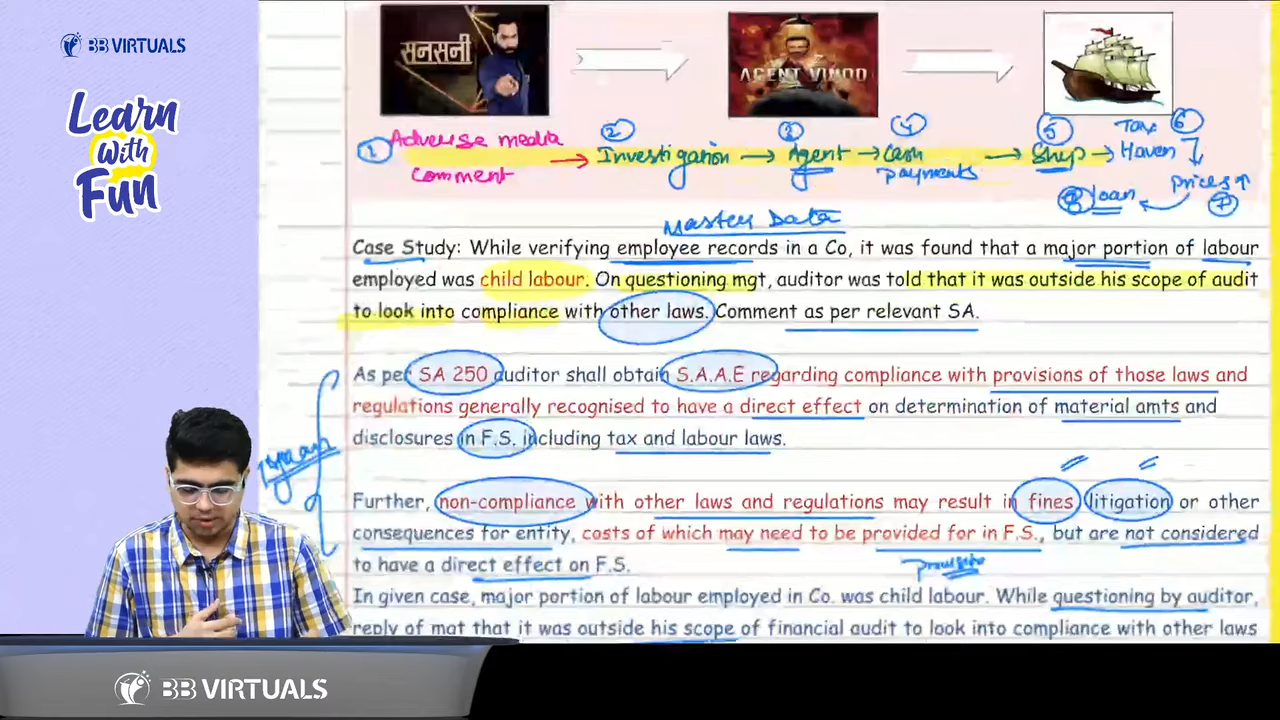 BB VIRTUALS
Learn
With
Fun
सनसनी
AGENT VINOD
① Adverse media comment → ② Investigation → ③ Agent → ④ Cash payments → ⑤ Ship → Tax Haven ⑥
prices↑ ⑦
⑧ loan
Master Data
Case Study: While verifying employee records in a Co, it was found that a major portion of labour
employed was child labour. On questioning mgt, auditor was told that it was outside his scope of audit
to look into compliance with other laws. Comment as per relevant SA.
As per SA 250 auditor shall obtain S.A.A.E regarding compliance with provisions of those laws and
regulations generally recognised to have a direct effect on determination of material amts and
disclosures in F.S. including tax and labour laws.
Further, non-compliance with other laws and regulations may result in fines litigation or other
consequences for entity, costs of which may need to be provided for in F.S., but are not considered
to have a direct effect on F.S.
In given case, major portion of labour employed in Co. was child labour. While questioning by auditor,
reply of mgt that it was outside his scope of financial audit to look into compliance with other laws
BB VIRTUALS